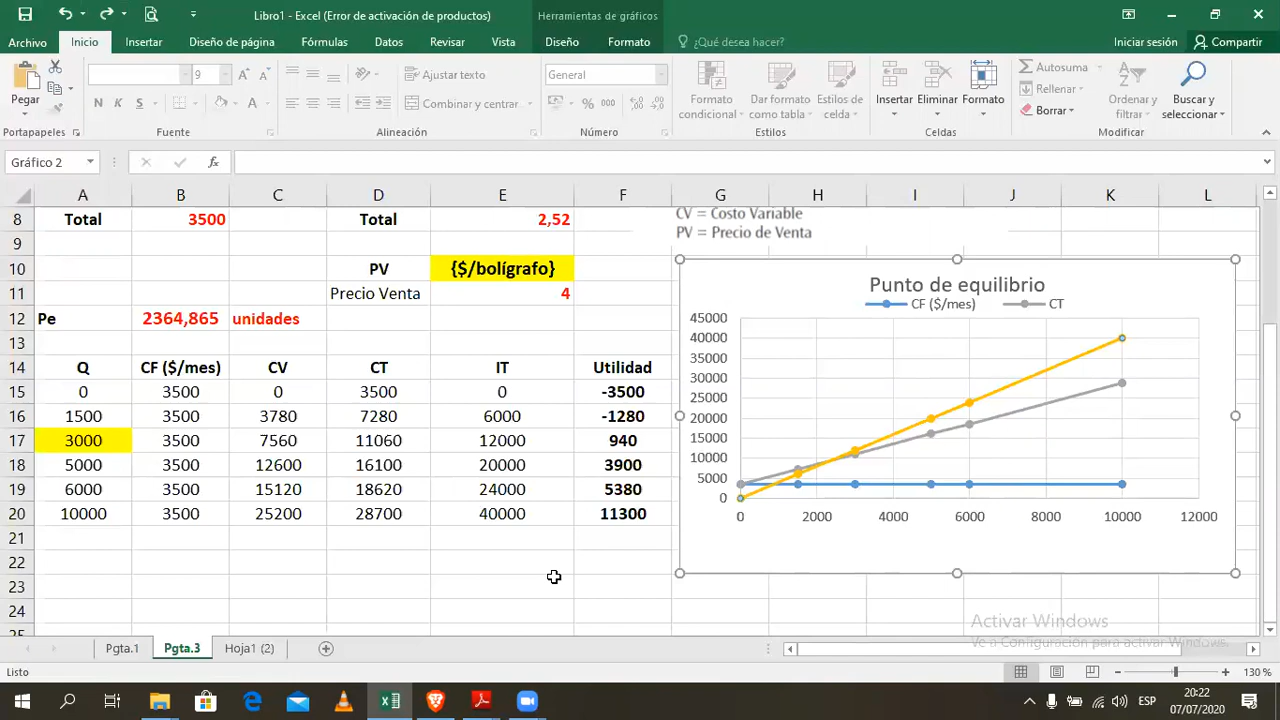 Libro1 - Excel (Error de activación de productos)
Herramientas de gráficos
Archivo Inicio Insertar Diseño de página Fórmulas Datos Revisar Vista Diseño Formato ¿Qué desea hacer? Iniciar sesión Compartir
Pegar
9
N K S
Ajustar texto
Combinar y centrar
General
% 000
Formato condicional
Dar formato como tabla
Estilos de celda
Insertar
Eliminar
Formato
Autosuma
Rellenar
Borrar
Ordenar y filtrar
Buscar y seleccionar
Portapapeles Fuente Alineación Número Estilos Celdas Modificar
Gráfico 2 fx
A B C D E F G H I J K L
8 Total 3500 Total 2,52
CV = Costo Variable
PV = Precio de Venta
9
10 PV {$/bolígrafo}
11 Precio Venta 4
12 Pe 2364,865 unidades
13
14 Q CF ($/mes) CV CT IT Utilidad
15 0 3500 0 3500 0 -3500
16 1500 3500 3780 7280 6000 -1280
17 3000 3500 7560 11060 12000 940
18 5000 3500 12600 16100 20000 3900
19 6000 3500 15120 18620 24000 5380
20 10000 3500 25200 28700 40000 11300
21
22
23
24
25
Punto de equilibrio
CF ($/mes) CT
45000
40000
35000
30000
25000
20000
15000
10000
5000
0
0 2000 4000 6000 8000 10000 12000
Activar Windows
Ve a Configuración para activar Windows.
Pgta.1 Pgta.3 Hoja1 (2)
Listo 130 %
ESP
20:22
07/07/2020